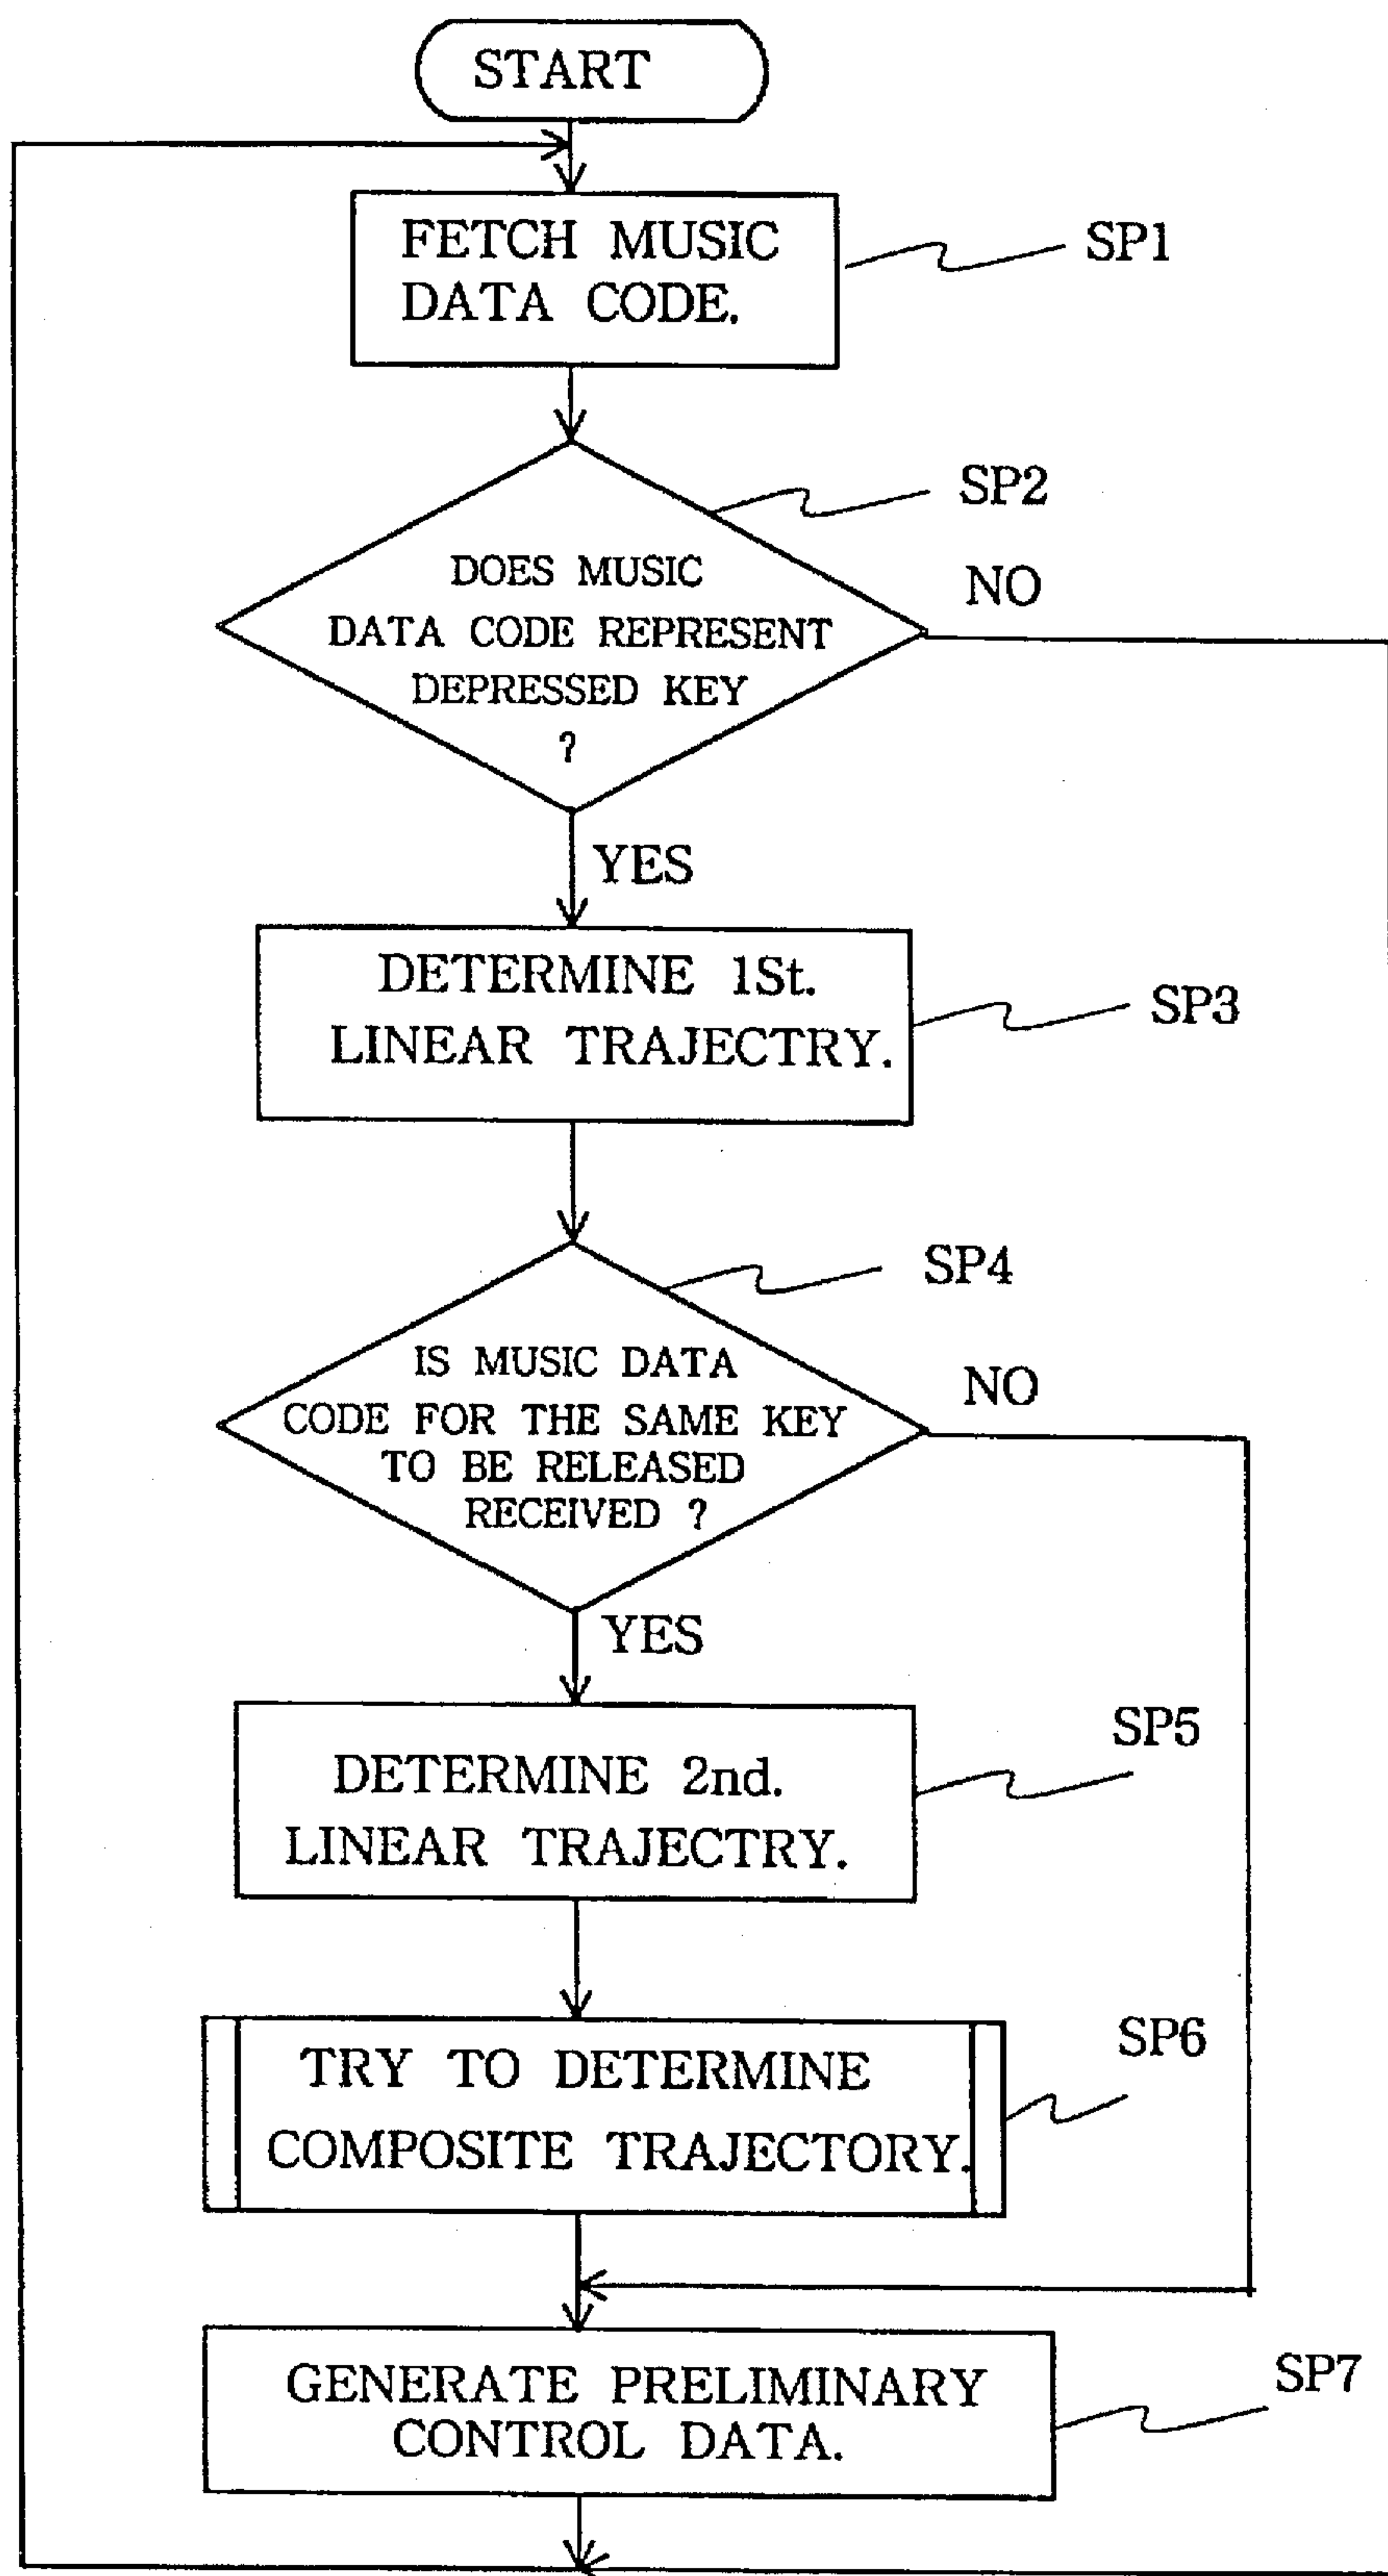 START
FETCH MUSIC
DATA CODE.
SP1
SP2
DOES MUSIC
DATA CODE REPRESENT
DEPRESSED KEY
?
NO
YES
DETERMINE 1St.
LINEAR TRAJECTRY.
SP3
SP4
IS MUSIC DATA
CODE FOR THE SAME KEY
TO BE RELEASED
RECEIVED ?
NO
YES
SP5
DETERMINE 2nd.
LINEAR TRAJECTRY.
SP6
TRY TO DETERMINE
COMPOSITE TRAJECTORY.
SP7
GENERATE PRELIMINARY
CONTROL DATA.